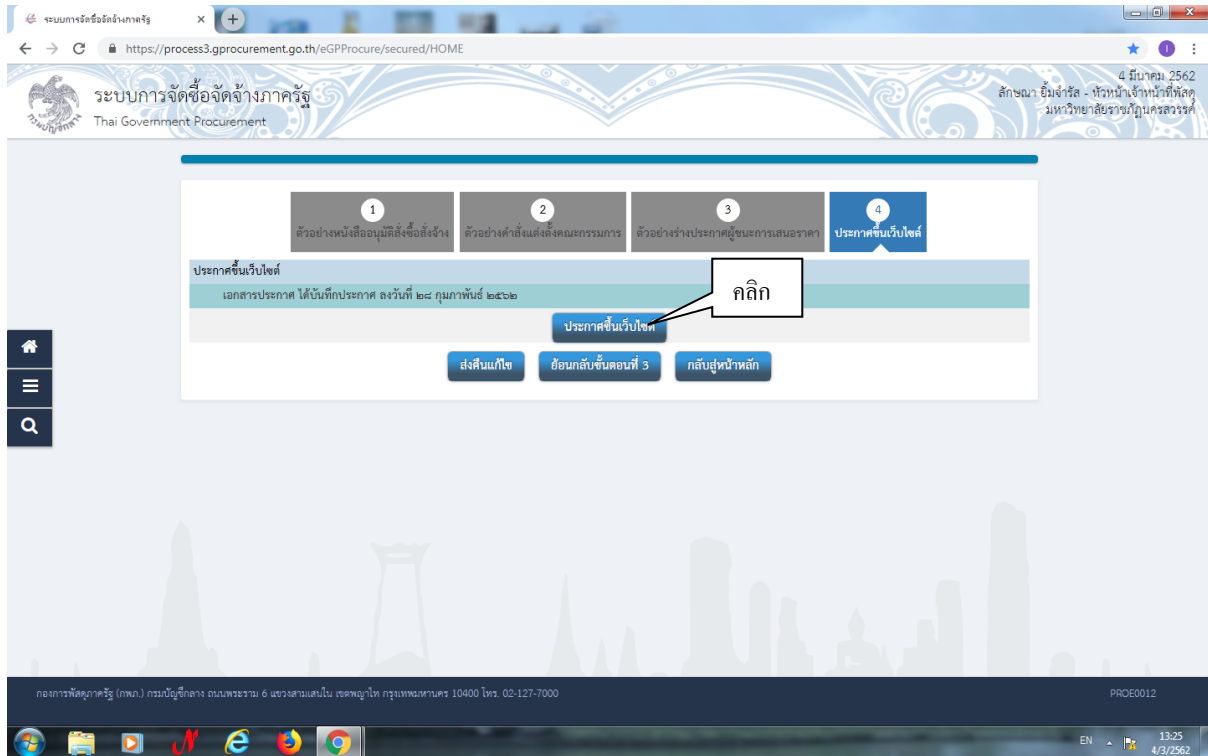 ระบบการจัดซื้อจัดจ้างภาครัฐ
https://process3.gprocurement.go.th/eGPProcure/secured/HOME
ระบบการจัดซื้อจัดจ้างภาครัฐ
Thai Government Procurement
4 มีนาคม 2562
ลักษณา ยิ้มจำรัส - หัวหน้าเจ้าหน้าที่พัสดุ
มหาวิทยาลัยราชภัฏนครสวรรค์
1 2 3 4
ตัวอย่างหนังสืออนุมัติสั่งซื้อสั่งจ้าง ตัวอย่างคำสั่งแต่งตั้งคณะกรรมการ ตัวอย่างร่างประกาศผู้ชนะการเสนอราคา ประกาศขึ้นเว็บไซต์
ประกาศขึ้นเว็บไซต์
เอกสารประกาศ ได้บันทึกประกาศ ลงวันที่ ๒๘ กุมภาพันธ์ ๒๕๖๒
คลิก
ประกาศขึ้นเว็บไซต์
ส่งคืนแก้ไข ย้อนกลับขั้นตอนที่ 3 กลับสู่หน้าหลัก
กองการพัสดุภาครัฐ (กพภ.) กรมบัญชีกลาง ถนนพระราม 6 แขวงสามเสนใน เขตพญาไท กรุงเทพมหานคร 10400 โทร. 02-127-7000 PROE0012
EN 13:25
4/3/2562